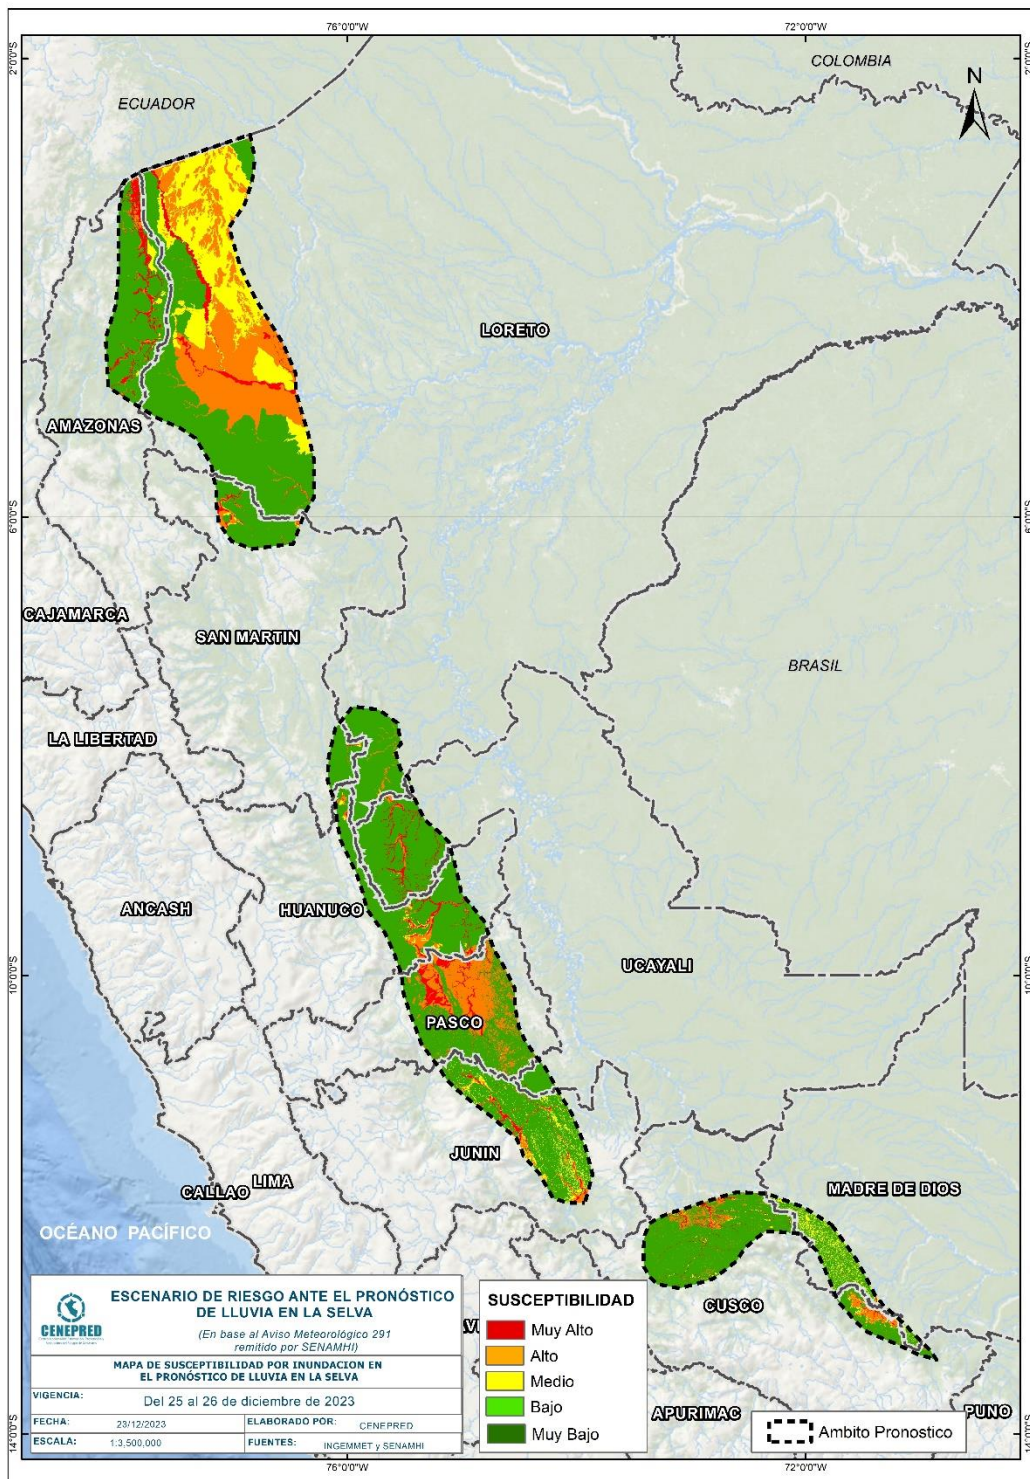 76°0'0"W
72°0'0"W
2°0'0"S
2°0'0"S
COLOMBIA
N
ECUADOR
LORETO
AMAZONAS
6°0'0"S
6°0'0"S
CAJAMARCA
SAN MARTIN
BRASIL
LA LIBERTAD
ANCASH
HUANUCO
UCAYALI
10°0'0"S
10°0'0"S
PASCO
JUNIN
LIMA
CALLAO
MADRE DE DIOS
OCÉANO PACÍFICO
CUSCO
APURIMAC
PUNO
CENEPRED
ESCENARIO DE RIESGO ANTE EL PRONÓSTICO
DE LLUVIA EN LA SELVA
(En base al Aviso Meteorológico 291
remitido por SENAMHI)
MAPA DE SUSCEPTIBILIDAD POR INUNDACION EN
EL PRONÓSTICO DE LLUVIA EN LA SELVA
VIGENCIA: Del 25 al 26 de diciembre de 2023
FECHA: 23/12/2023 ELABORADO POR: CENEPRED
ESCALA: 1:3,500,000 FUENTES: INGEMMET y SENAMHI
SUSCEPTIBILIDAD
Muy Alto
Alto
Medio
Bajo
Muy Bajo
Ambito Pronostico
14°0'0"S
14°0'0"S
76°0'0"W
72°0'0"W